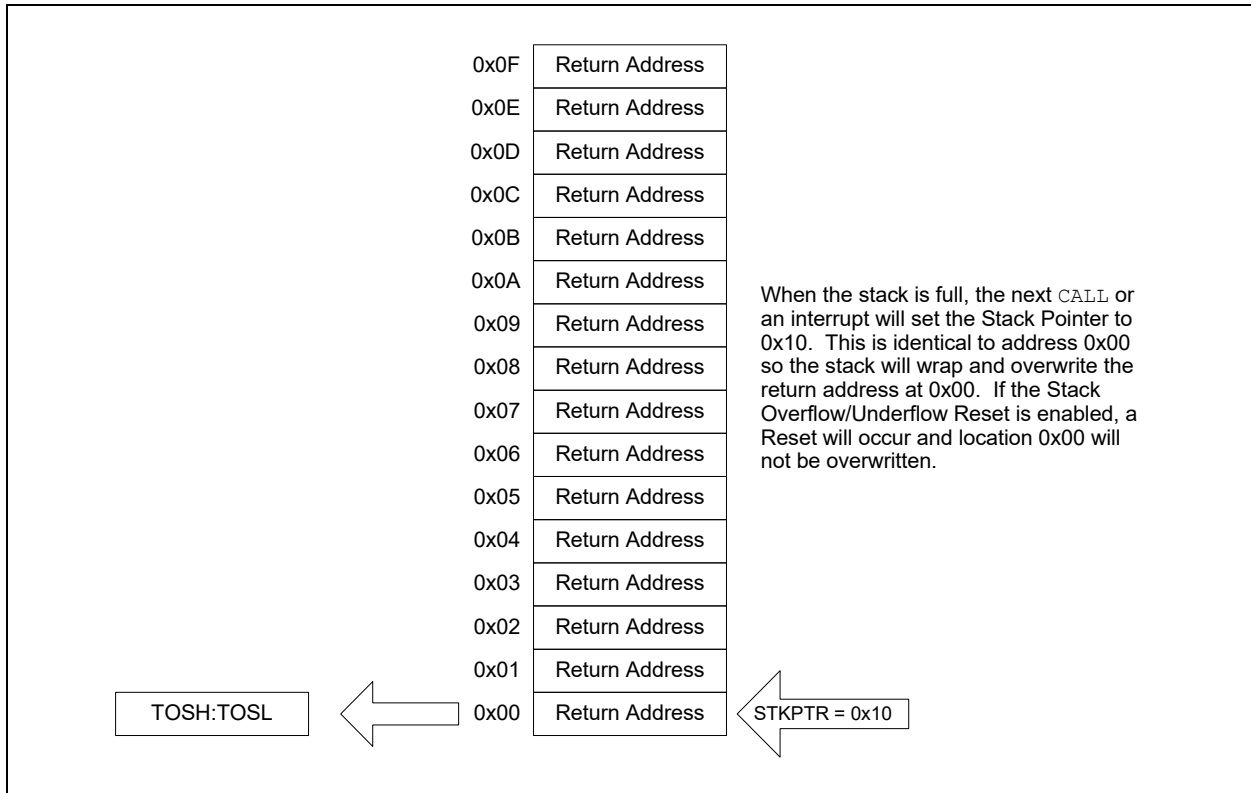 0x0F Return Address
0x0E Return Address
0x0D Return Address
0x0C Return Address
0x0B Return Address
0x0A Return Address
When the stack is full, the next CALL or
an interrupt will set the Stack Pointer to
0x10. This is identical to address 0x00
so the stack will wrap and overwrite the
return address at 0x00. If the Stack
Overflow/Underflow Reset is enabled, a
Reset will occur and location 0x00 will
not be overwritten.
0x09 Return Address
0x08 Return Address
0x07 Return Address
0x06 Return Address
0x05 Return Address
0x04 Return Address
0x03 Return Address
0x02 Return Address
0x01 Return Address
TOSH:TOSL 0x00 Return Address STKPTR = 0x10